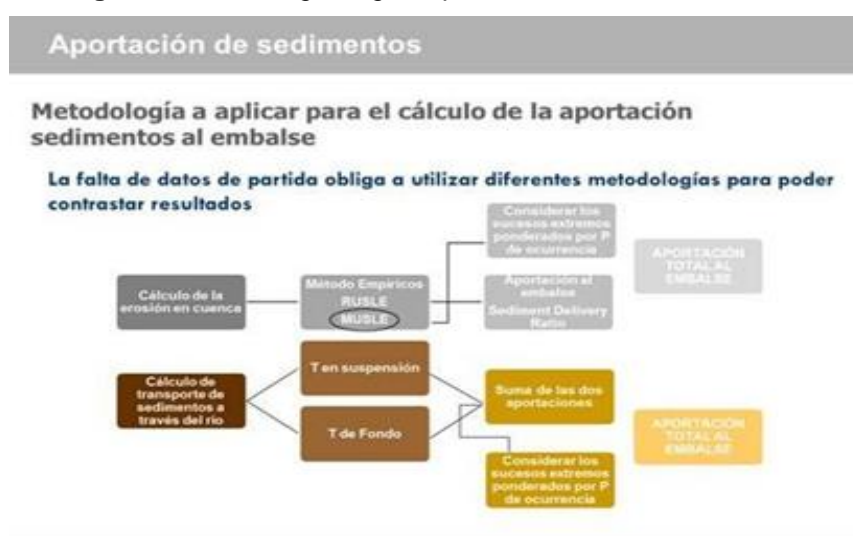 Aportación de sedimentos
Metodología a aplicar para el cálculo de la aportación
sedimentos al embalse
La falta de datos de partida obliga a utilizar diferentes metodologías para poder
contrastar resultados
Considerar los
sucesos extremos
ponderados por P
de ocurrencia
APORTACIÓN
TOTAL AL
EMBALSE
Cálculo de la
erosión en cuenca
Método Empíricos
RUSLE
MUSLE
Aportación al
embalse
Sediment Delivery
Ratio
Cálculo de
transporte de
sedimentos a
través del rio
T en suspensión
T de Fondo
Suma de las dos
aportaciones
Considerar los
sucesos extremos
ponderados por P
de ocurrencia
APORTACIÓN
TOTAL AL
EMBALSE